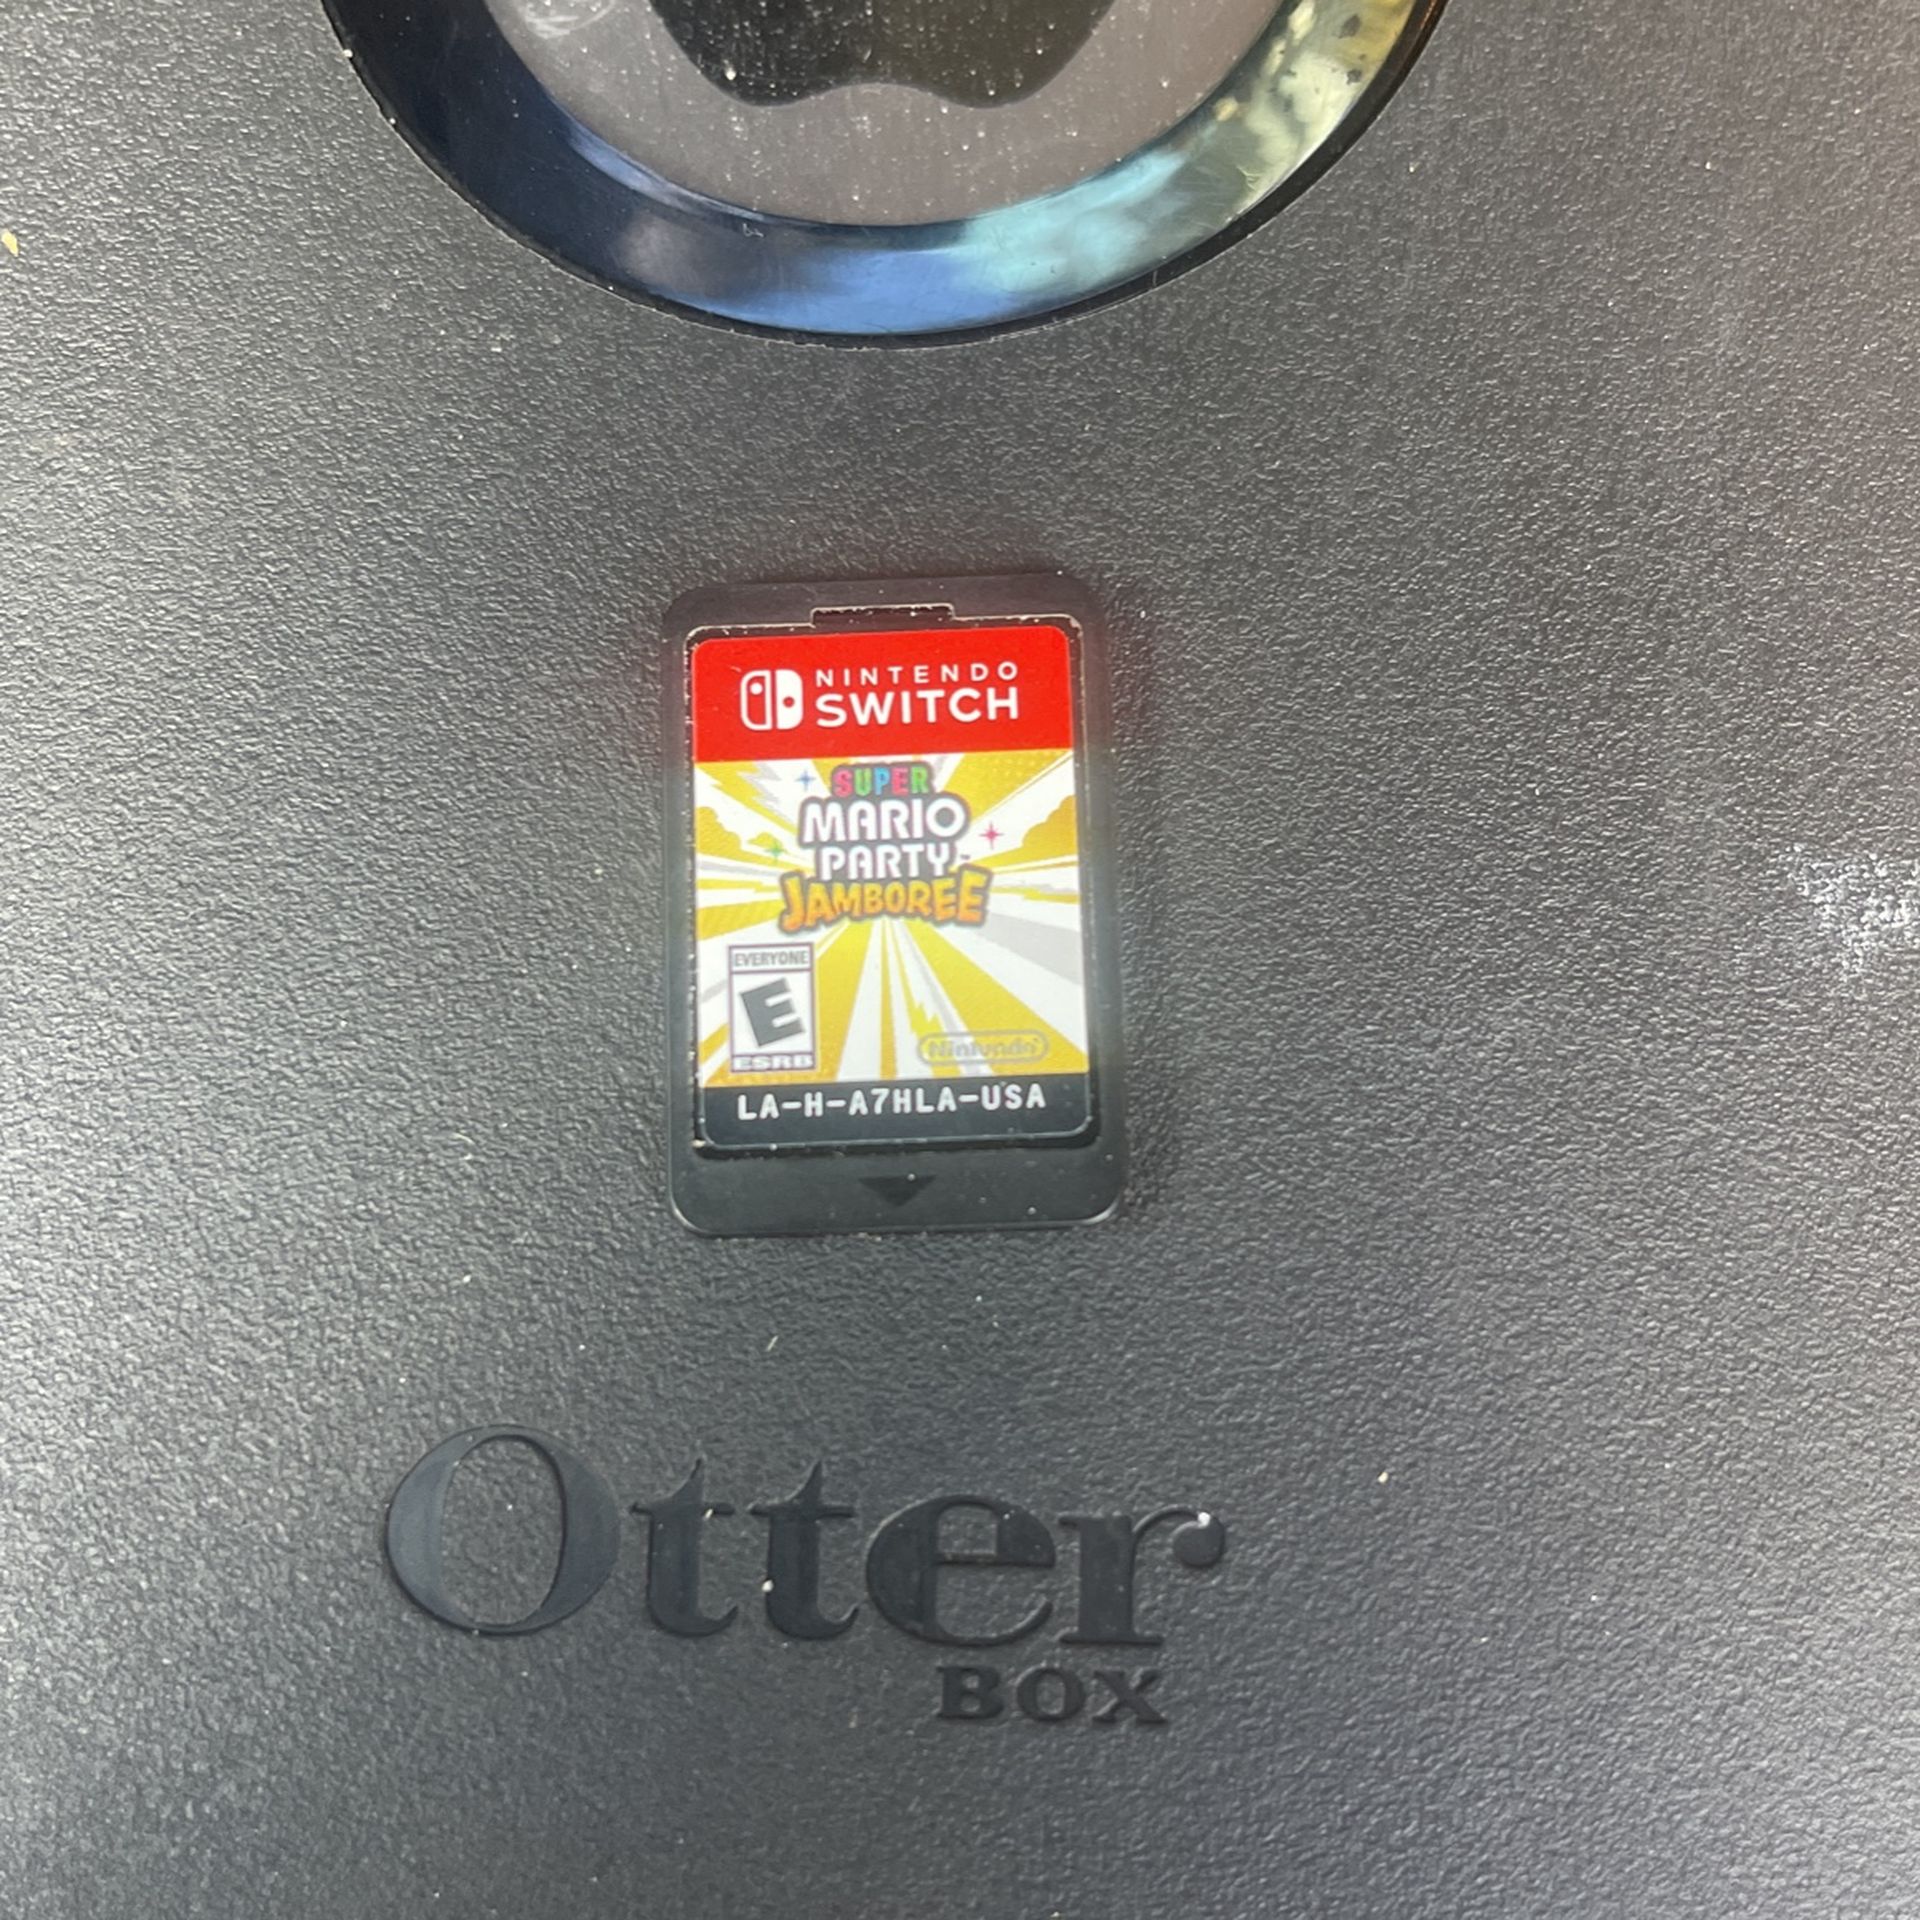 NINTENDO
SWITCH
SUPER
MARIO
PARTY
JAMBOREE
EVERYONE
E
ESRB
Nintendo
LA-H-A7HLA-USA
Otter
BOX